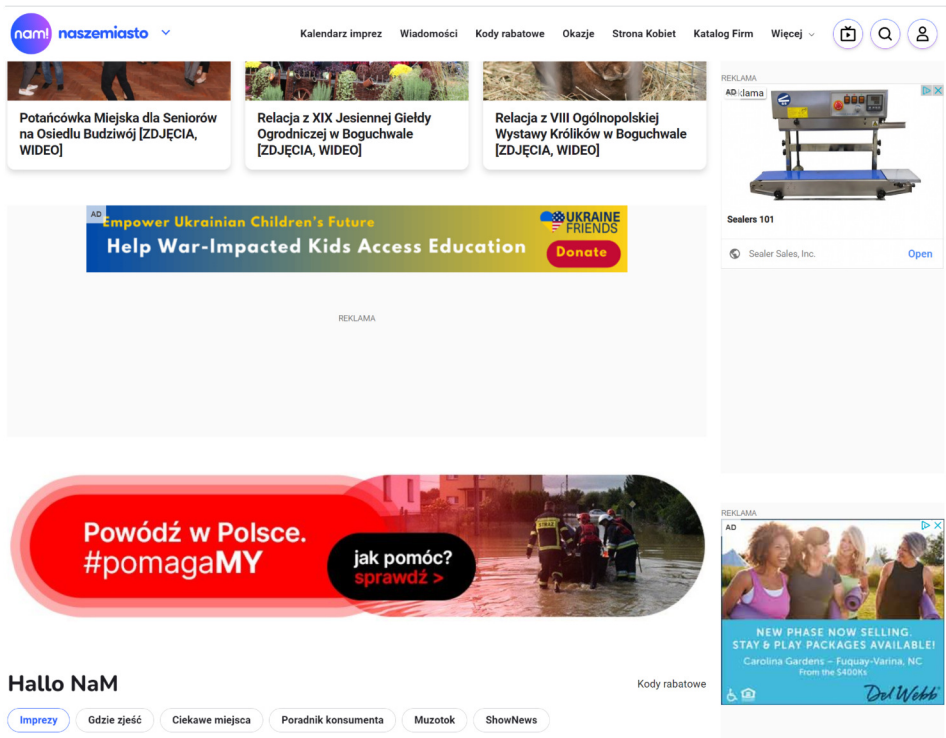 nam! naszemiasto
Kalendarz imprez Wiadomości Kody rabatowe Okazje Strona Kobiet Katalog Firm Więcej
Potańcówka Miejska dla Seniorów
na Osiedlu Budziwój [ZDJĘCIA,
WIDEO]
Relacja z XIX Jesiennej Giełdy
Ogrodniczej w Boguchwale
[ZDJĘCIA, WIDEO]
Relacja z VIII Ogólnopolskiej
Wystawy Królików w Boguchwale
[ZDJĘCIA, WIDEO]
REKLAMA
AD
Sealers 101
Sealer Sales, Inc.
Open
AD
Empower Ukrainian Children's Future
Help War-Impacted Kids Access Education
UKRAINE
FRIENDS
Donate
REKLAMA
Powódź w Polsce.
#pomagaMY
jak pomóc?
sprawdź >
STRAŻ
REKLAMA
AD
NEW PHASE NOW SELLING.
STAY & PLAY PACKAGES AVAILABLE!
Carolina Gardens – Fuquay-Varina, NC
From the $400Ks
Del Webb
Hallo NaM
Kody rabatowe
Imprezy Gdzie zjeść Ciekawe miejsca Poradnik konsumenta Muzotok ShowNews